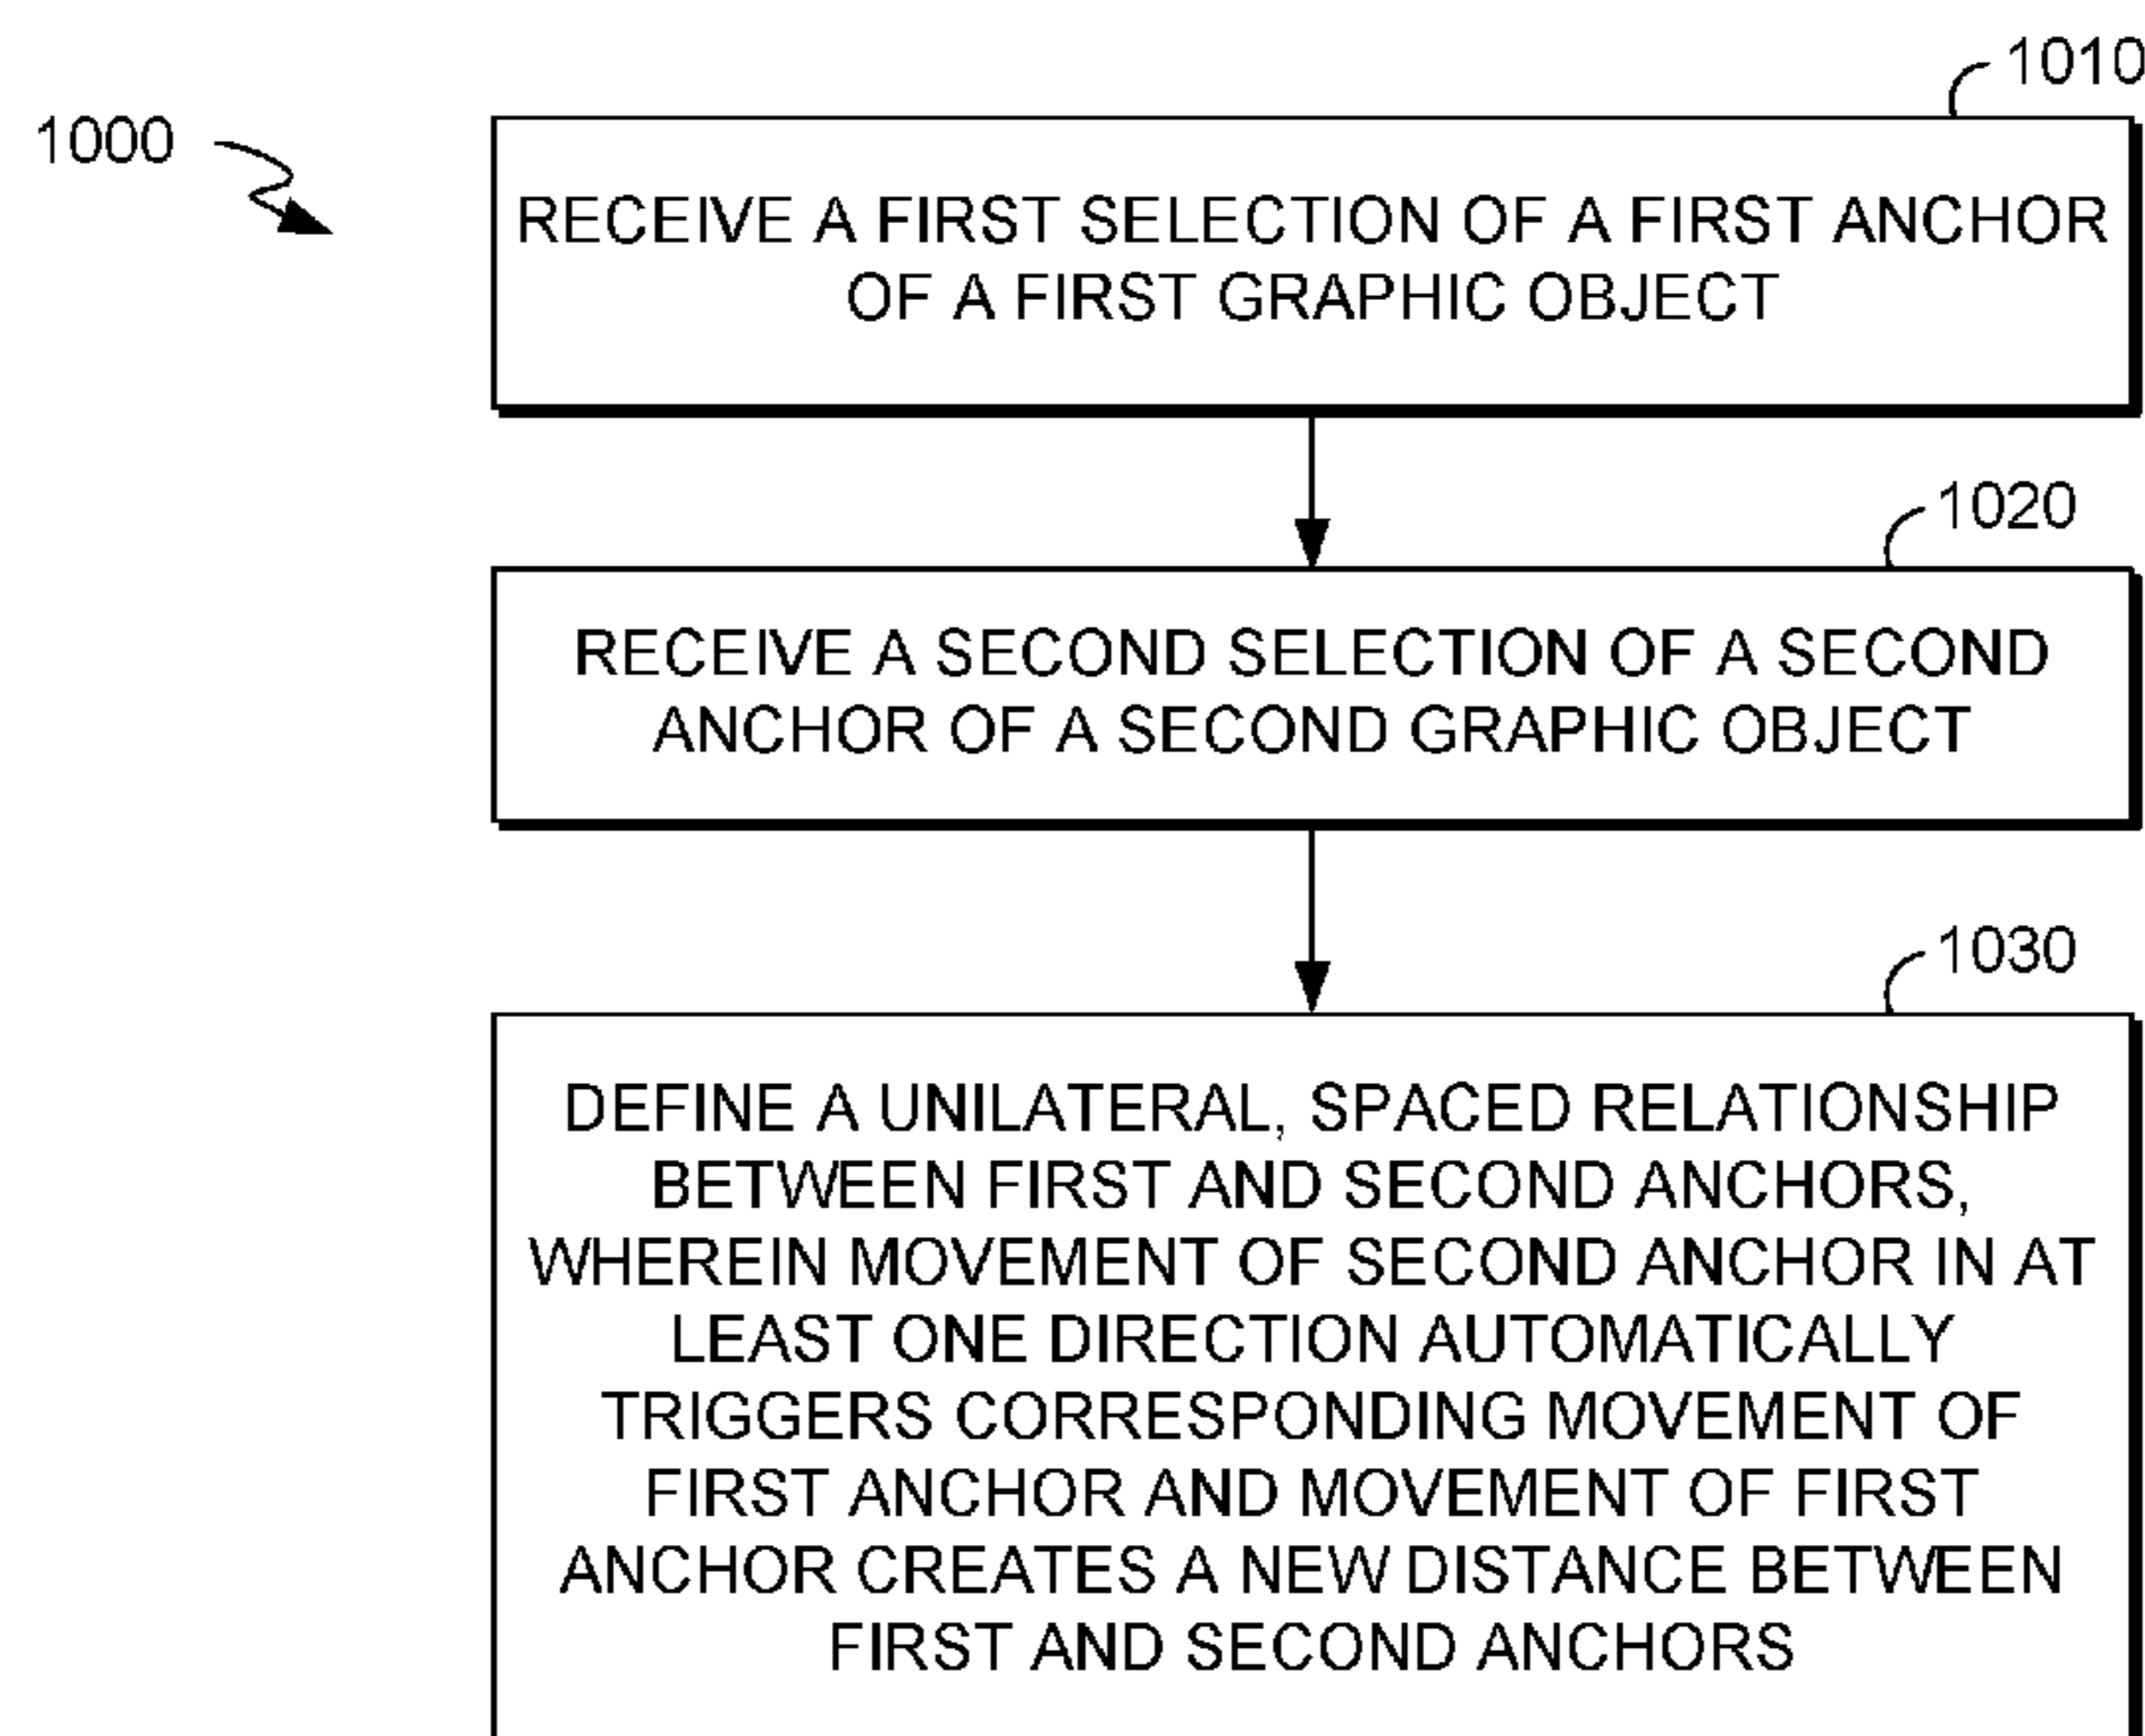 1010
1000
RECEIVE A FIRST SELECTION OF A FIRST ANCHOR
OF A FIRST GRAPHIC OBJECT
1020
RECEIVE A SECOND SELECTION OF A SECOND
ANCHOR OF A SECOND GRAPHIC OBJECT
1030
DEFINE A UNILATERAL, SPACED RELATIONSHIP
BETWEEN FIRST AND SECOND ANCHORS,
WHEREIN MOVEMENT OF SECOND ANCHOR IN AT
LEAST ONE DIRECTION AUTOMATICALLY
TRIGGERS CORRESPONDING MOVEMENT OF
FIRST ANCHOR AND MOVEMENT OF FIRST
ANCHOR CREATES A NEW DISTANCE BETWEEN
FIRST AND SECOND ANCHORS